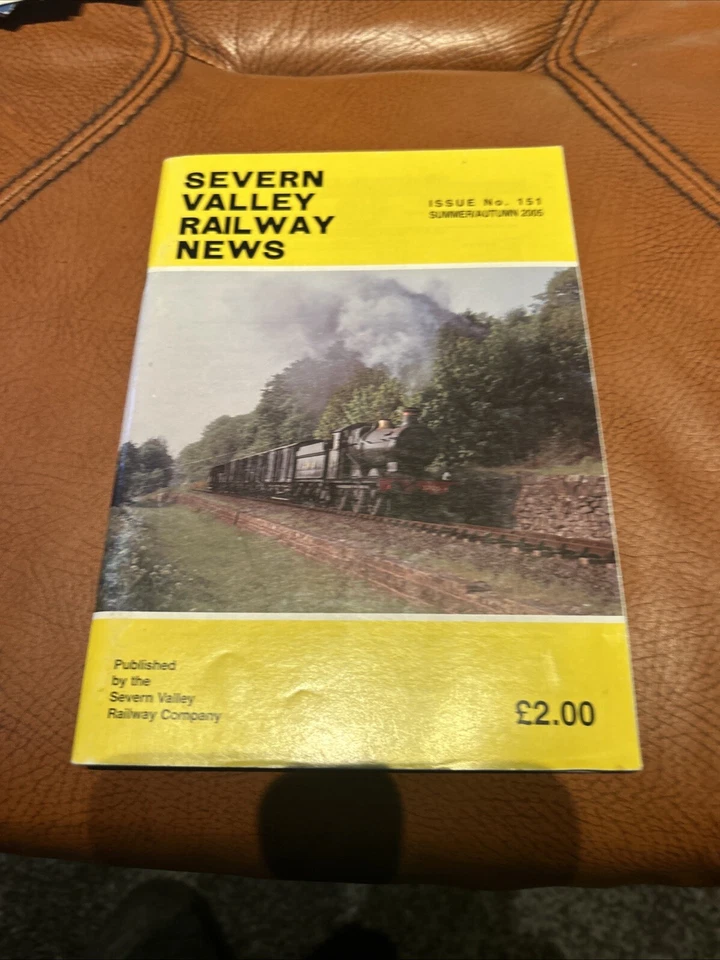 SEVERN
VALLEY
RAILWAY
NEWS
ISSUE No. 151
SUMMER/AUTUMN 2005
Published
by the
Severn Valley
Railway Company
£2.00